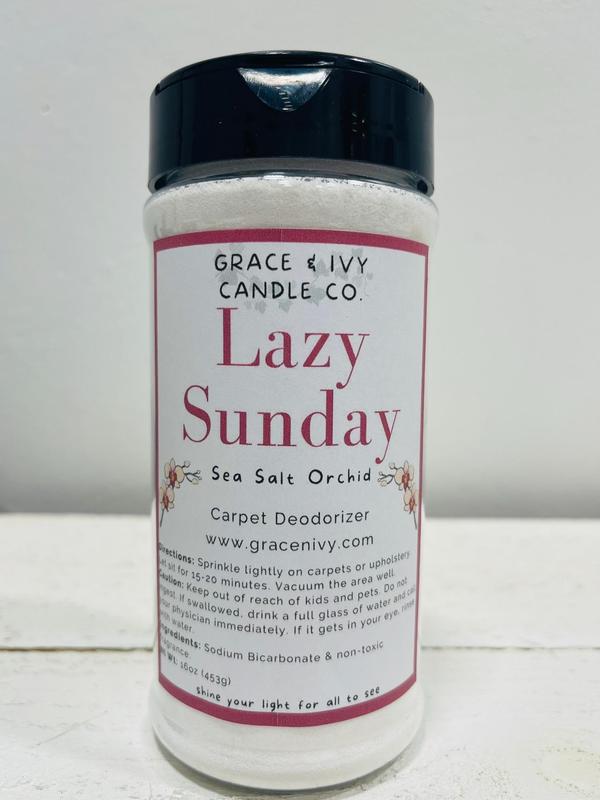 GRACE & IVY
CANDLE CO.
Lazy
Sunday
Sea Salt Orchid
Carpet Deodorizer
www.gracenivy.com
Directions: Sprinkle lightly on carpets or upholstery.
Let sit for 15-20 minutes. Vacuum the area well.
Caution: Keep out of reach of kids and pets. Do not
ingest. If swallowed, drink a full glass of water and call
your physician immediately. If it gets in your eye, rinse
with water.
Ingredients: Sodium Bicarbonate & non-toxic
fragrance.
Wt: 16oz (453g)
shine your light for all to see